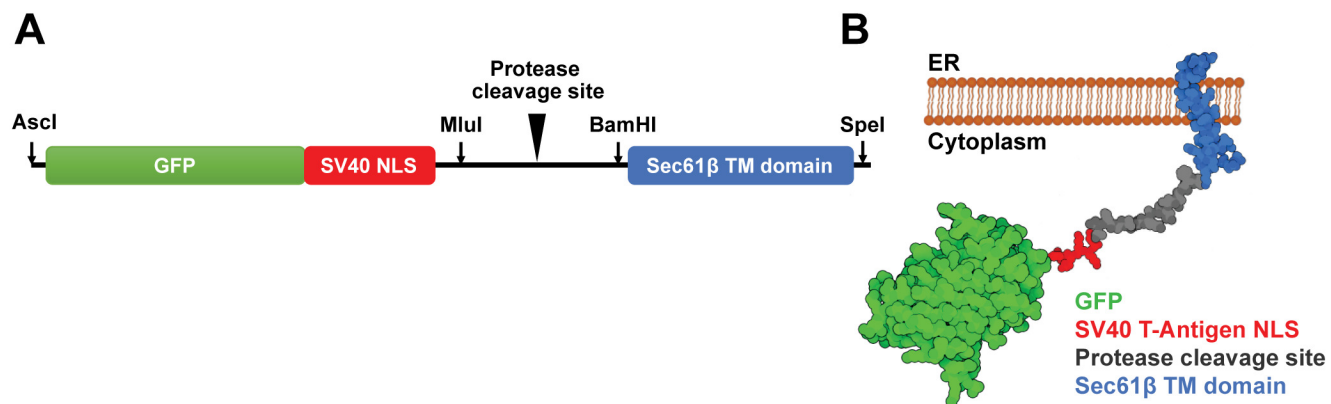 A
Protease
cleavage site
AscI
MluI
BamHI
SpeI
GFP
SV40 NLS
Sec61β TM domain
B
ER
Cytoplasm
GFP
SV40 T-Antigen NLS
Protease cleavage site
Sec61β TM domain